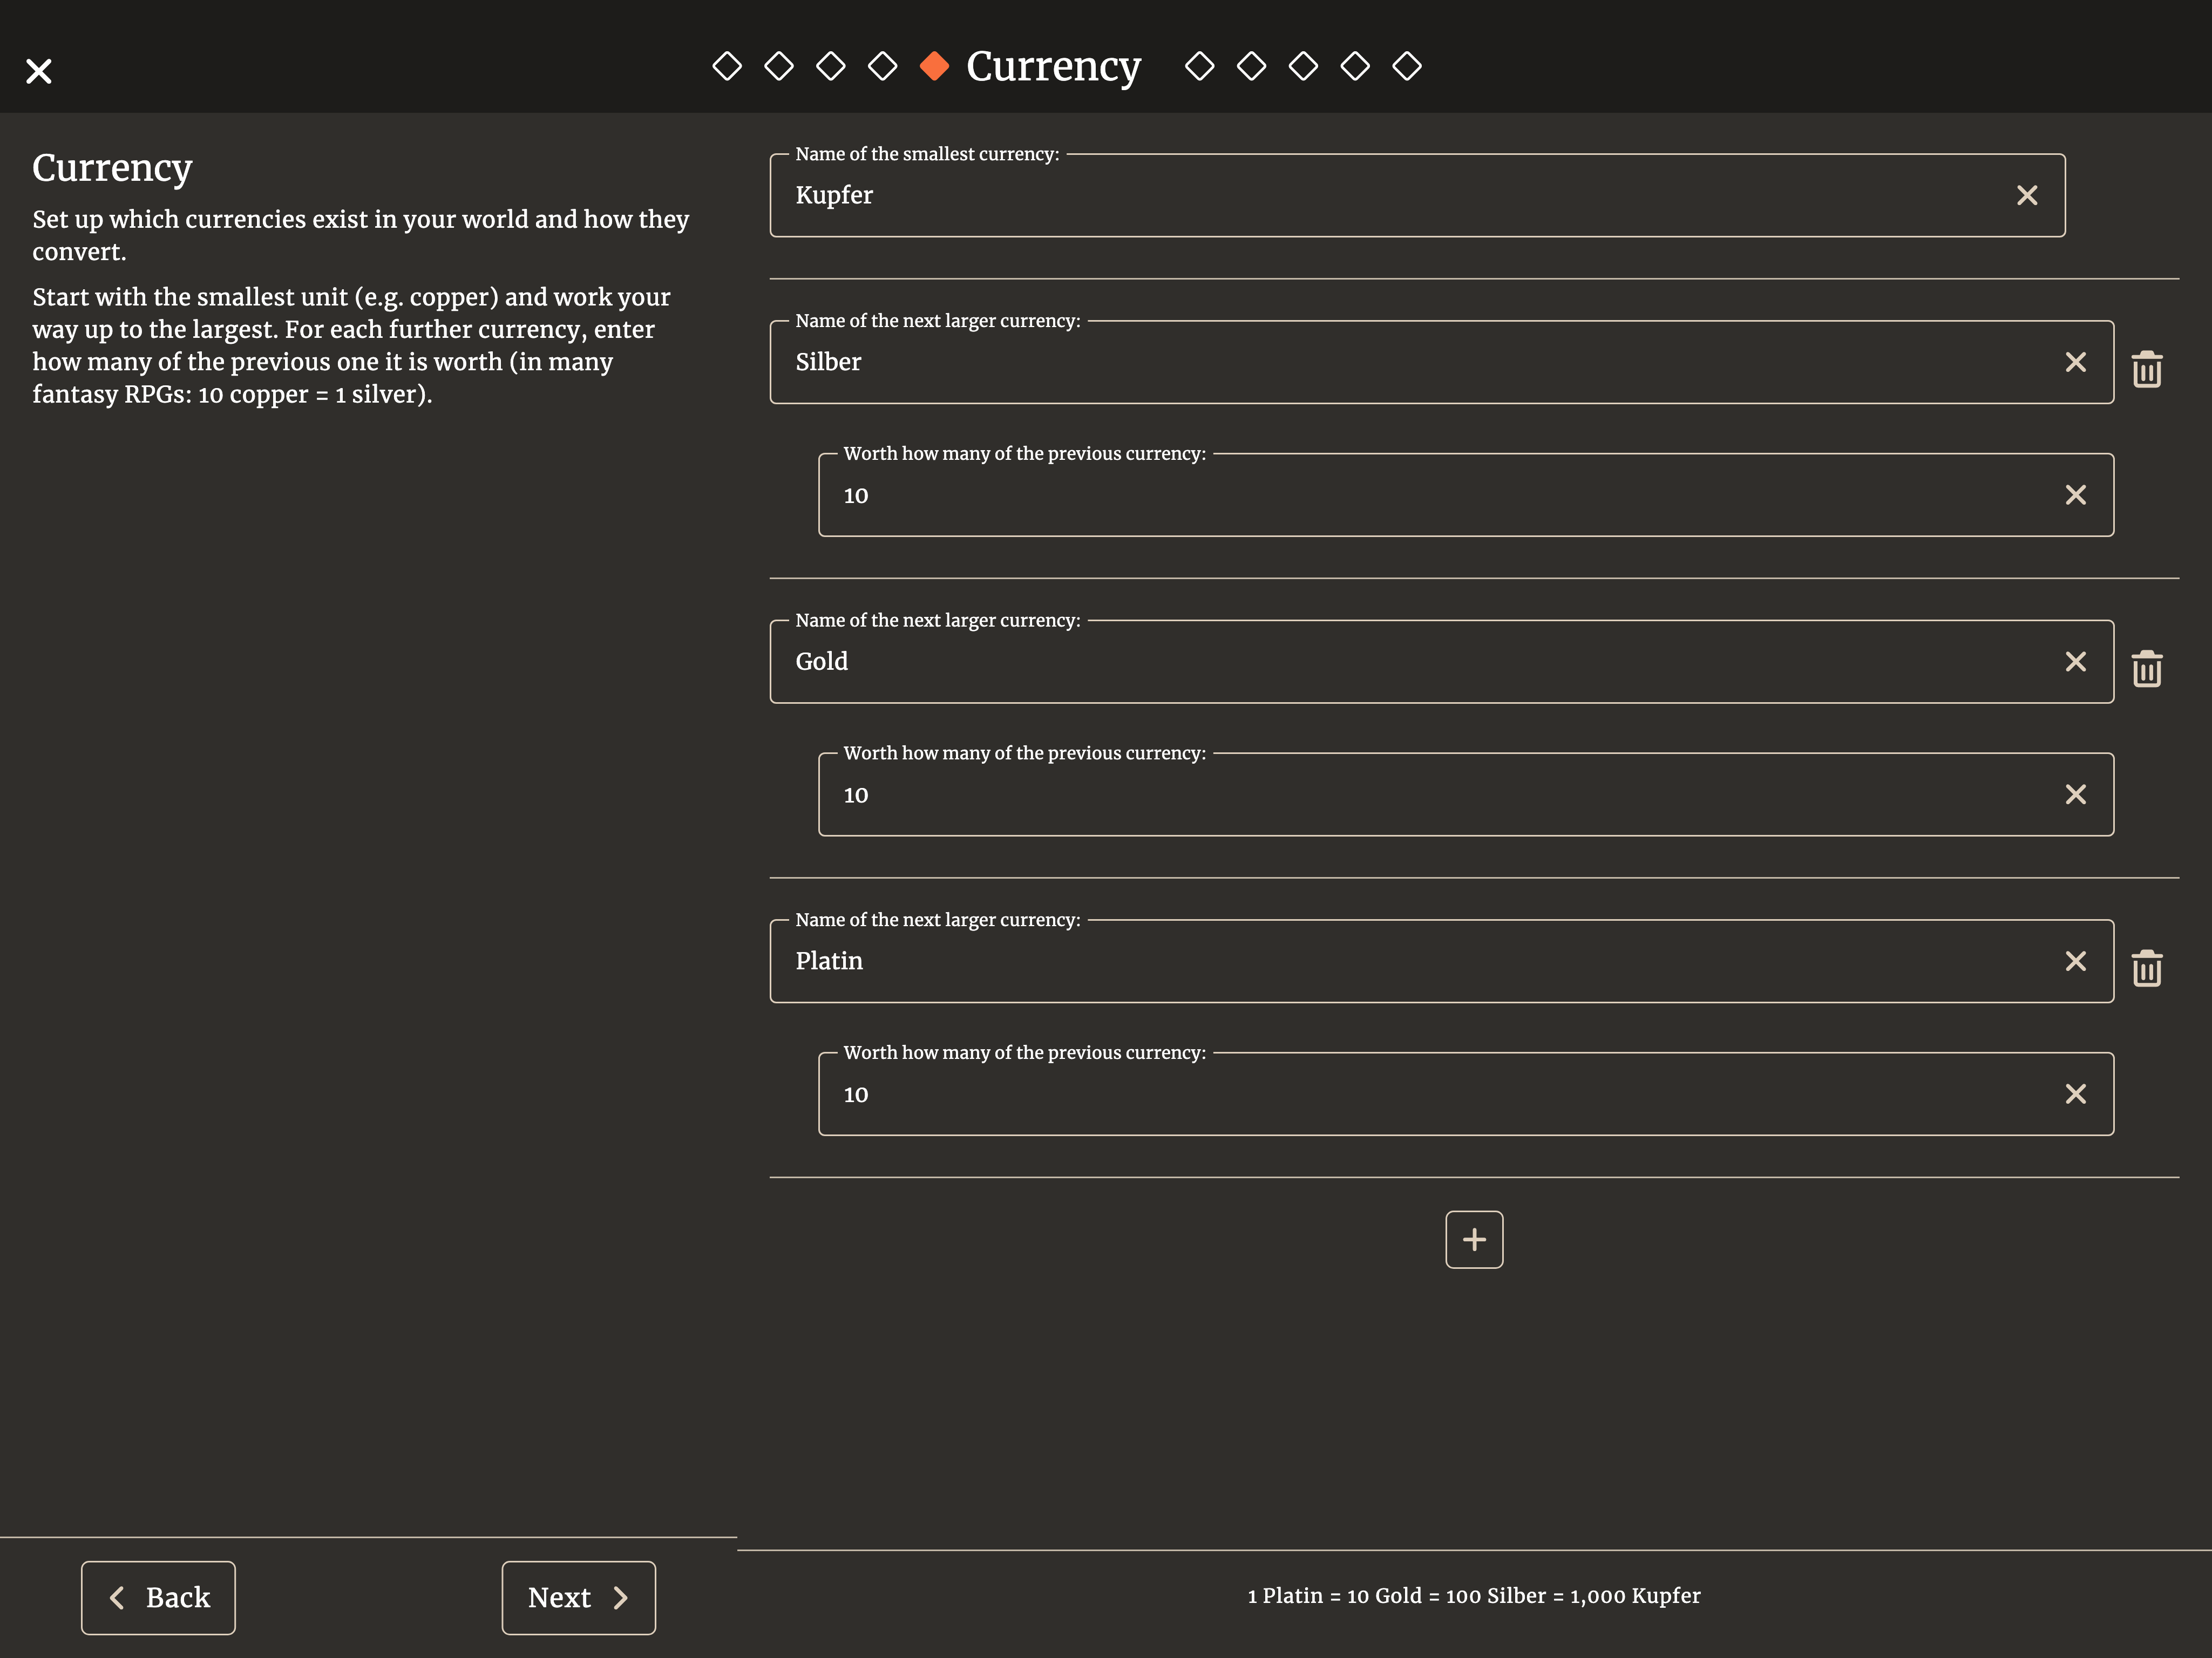 Currency
Currency
Set up which currencies exist in your world and how they
convert.
Start with the smallest unit (e.g. copper) and work your
way up to the largest. For each further currency, enter
how many of the previous one it is worth (in many
fantasy RPGs: 10 copper = 1 silver).
Name of the smallest currency:
Kupfer
Name of the next larger currency:
Silber
Worth how many of the previous currency:
10
Name of the next larger currency:
Gold
Worth how many of the previous currency:
10
Name of the next larger currency:
Platin
Worth how many of the previous currency:
10
Back
Next
1 Platin = 10 Gold = 100 Silber = 1,000 Kupfer